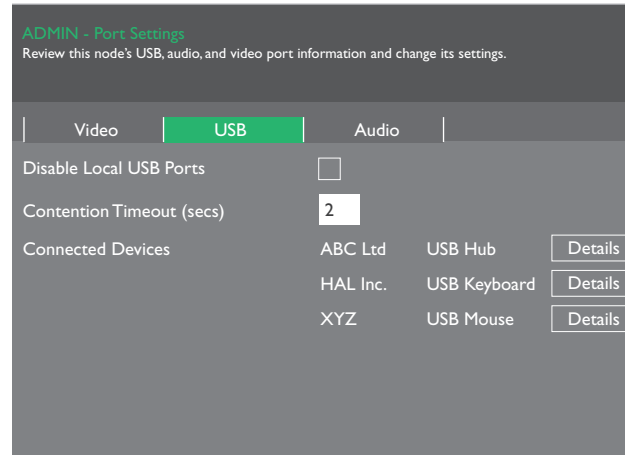 ADMIN - Port Settings
Review this node's USB, audio, and video port information and change its settings.
Video USB Audio
Disable Local USB Ports
Contention Timeout (secs) 2
Connected Devices ABC Ltd USB Hub Details
HAL Inc. USB Keyboard Details
XYZ USB Mouse Details